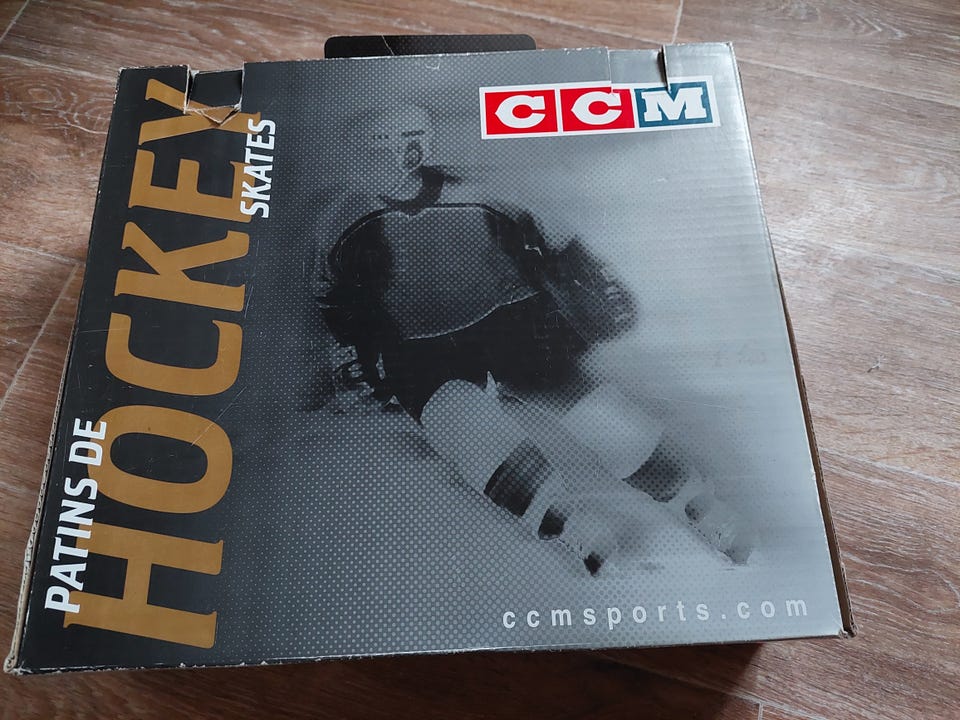 CCM
PATINS DE
HOCKEY
SKATES
ccmsports.com